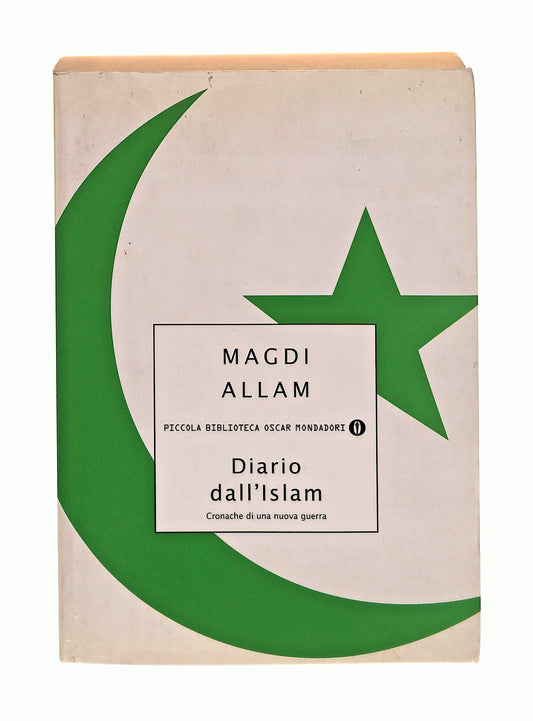 MAGDI
ALLAM
PICCOLA BIBLIOTECA OSCAR MONDADORI
Diario
dall'Islam
Cronache di una nuova guerra